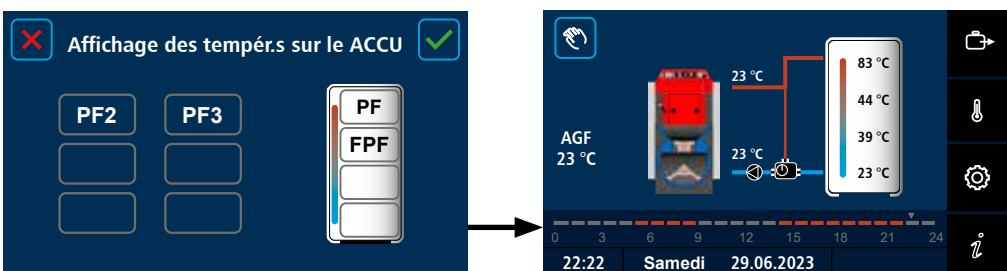 Affichage des tempér.s sur le ACCU
PF2 PF3
PF
FPF
23 °C
83 °C
44 °C
39 °C
23 °C
AGF
23 °C
23 °C
0 3 6 9 12 15 18 21 24
22:22 Samedi 29.06.2023
i